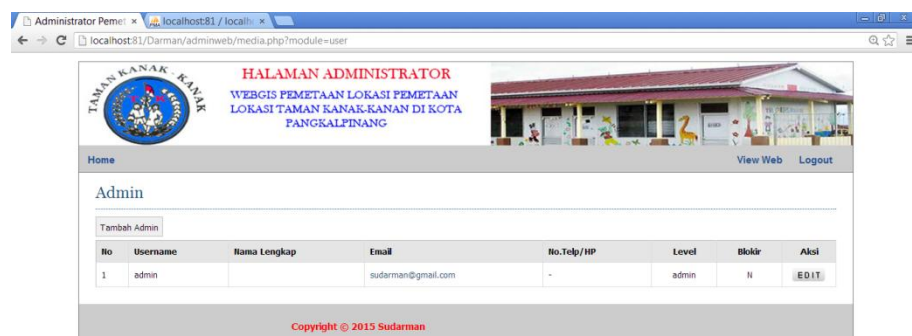 Administrator Pemet
localhost:81 / localh
localhost:81/Darman/adminweb/media.php?module=user
TAMAN KANAK - KANAK
HALAMAN ADMINISTRATOR
WEBGIS PEMETAAN LOKASI PEMETAAN
LOKASI TAMAN KANAK-KANAN DI KOTA
PANGKALPINANG
Home View Web Logout
Admin
Tambah Admin
No Username Nama Lengkap Email No.Telp/HP Level Blokir Aksi
1 admin sudarman@gmail.com - admin N EDIT
Copyright © 2015 Sudarman